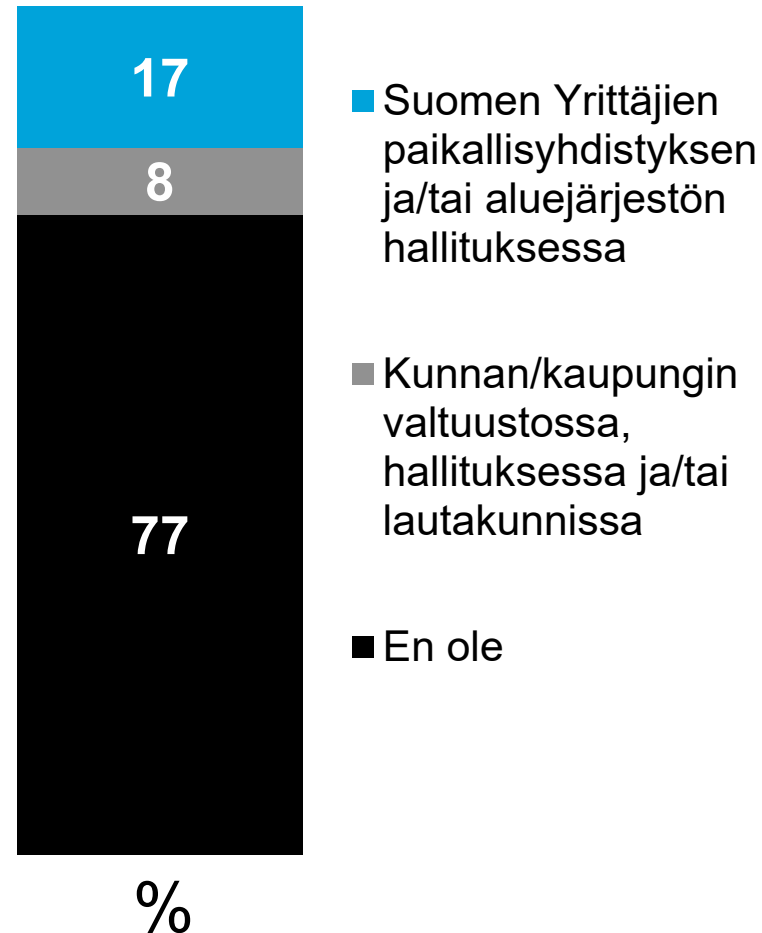 17
8
77
%
Suomen Yrittäjien
paikallisyhdistyksen
ja/tai aluejärjestön
hallituksessa
Kunnan/kaupungin
valtuustossa,
hallituksessa ja/tai
lautakunnissa
En ole